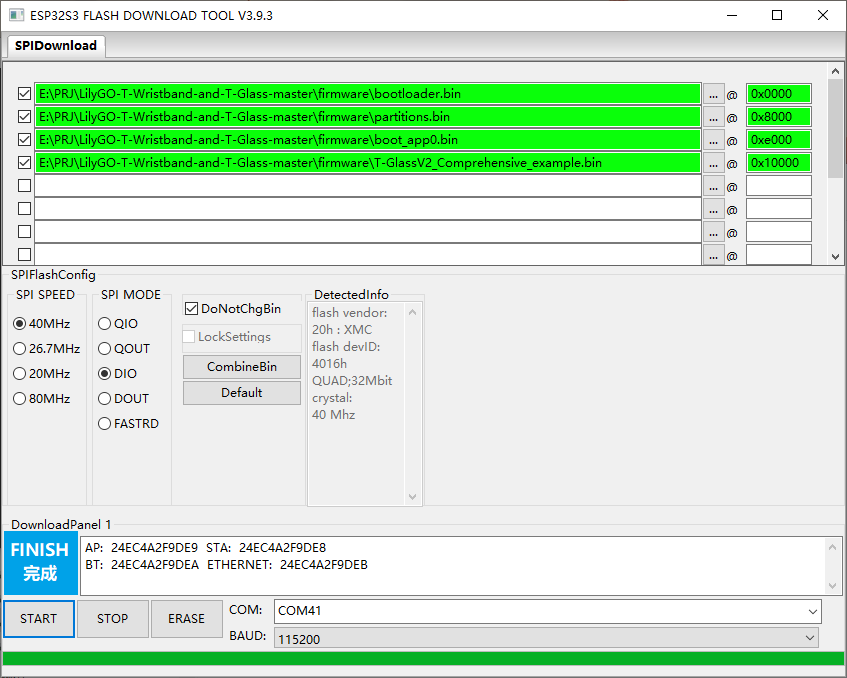 ESP32S3 FLASH DOWNLOAD TOOL V3.9.3
SPIDownload
E:\PRJ\LilyGO-T-Wristband-and-T-Glass-master\firmware\bootloader.bin ... @ 0x0000
E:\PRJ\LilyGO-T-Wristband-and-T-Glass-master\firmware\partitions.bin ... @ 0x8000
E:\PRJ\LilyGO-T-Wristband-and-T-Glass-master\firmware\boot_app0.bin ... @ 0xe000
E:\PRJ\LilyGO-T-Wristband-and-T-Glass-master\firmware\T-GlassV2_Comprehensive_example.bin ... @ 0x10000
... @
... @
... @
... @
SPIFlashConfig
SPI SPEED
40MHz
26.7MHz
20MHz
80MHz
SPI MODE
QIO
QOUT
DIO
DOUT
FASTRD
DoNotChgBin
LockSettings
CombineBin
Default
DetectedInfo
flash vendor:
20h : XMC
flash devID:
4016h
QUAD;32Mbit
crystal:
40 Mhz
DownloadPanel 1
FINISH
完成
AP: 24EC4A2F9DE9 STA: 24EC4A2F9DE8
BT: 24EC4A2F9DEA ETHERNET: 24EC4A2F9DEB
START
STOP
ERASE
COM: COM41
BAUD: 115200